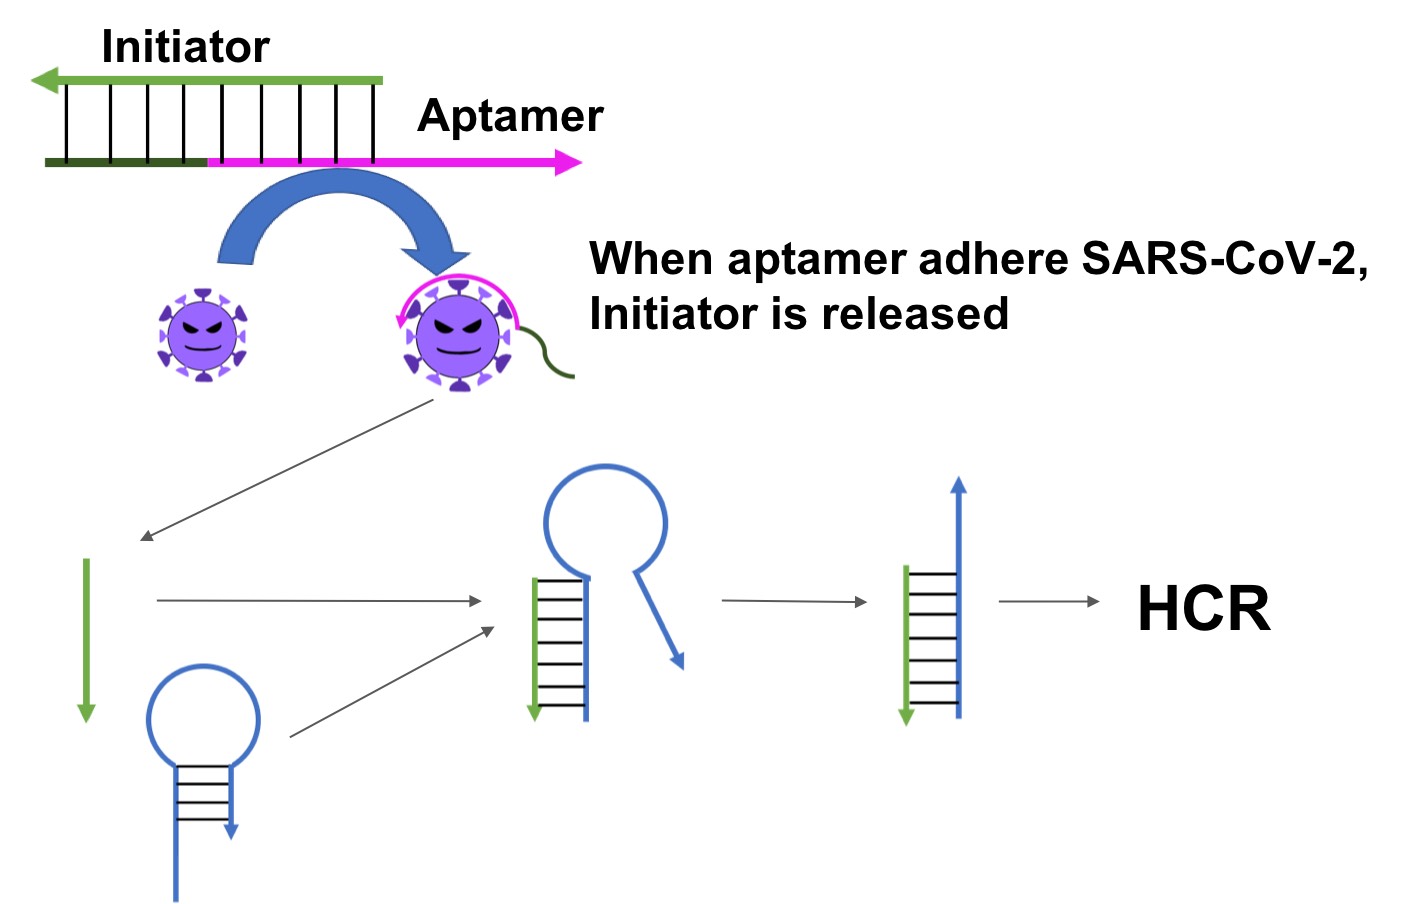 Initiator
Aptamer
When aptamer adhere SARS-CoV-2,
Initiator is released
HCR